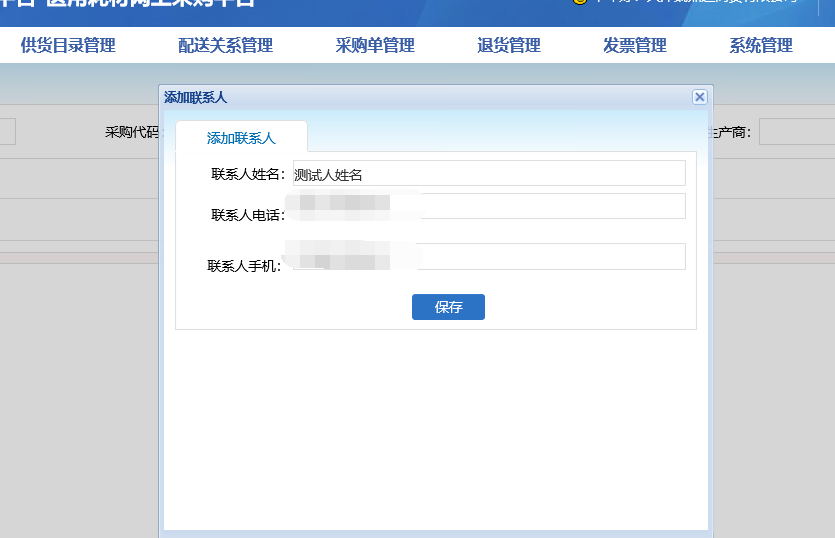 医用耗材网上采购平台
供货目录管理 配送关系管理 采购单管理 退货管理 发票管理 系统管理
添加联系人
采购代码: 生产商:
添加联系人
联系人姓名: 测试人姓名
联系人电话:
联系人手机:
保存